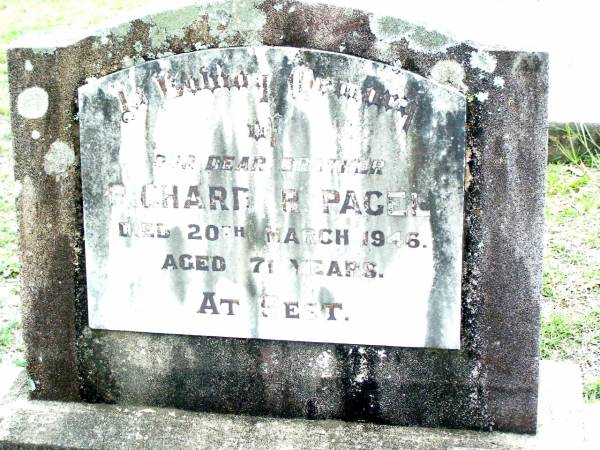 In Loving Memory
of
OUR DEAR BROTHER
RICHARD R. PAGEL
DIED 20TH MARCH 1946.
AGED 71 YEARS.
AT REST.